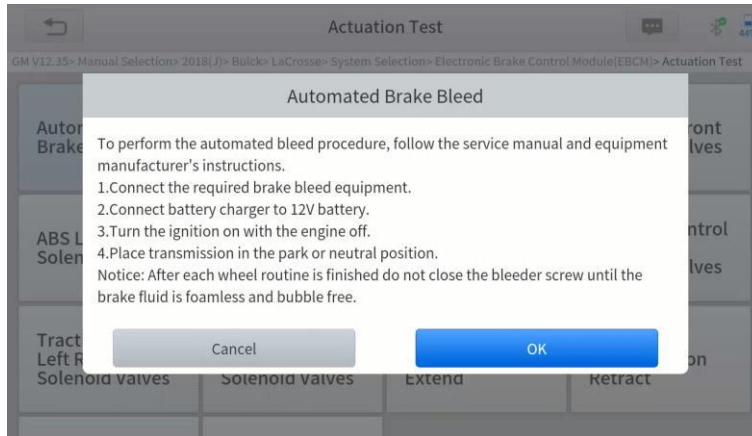 Actuation Test
GM V12.35> Manual Selection> 2018(J)> Buick> LaCrosse> System Selection> Electronic Brake Control Module(EBCM)> Actuation Test
Automated Brake Bleed
To perform the automated bleed procedure, follow the service manual and equipment
manufacturer's instructions.
1.Connect the required brake bleed equipment.
2.Connect battery charger to 12V battery.
3.Turn the ignition on with the engine off.
4.Place transmission in the park or neutral position.
Notice: After each wheel routine is finished do not close the bleeder screw until the
brake fluid is foamless and bubble free.
Cancel
OK
Autor
Brake
ront
lves
ABS L
Solen
ntrol
lves
Tract
Left R
Solenoid Valves
Solenoid Valves
Extend
on
Retract